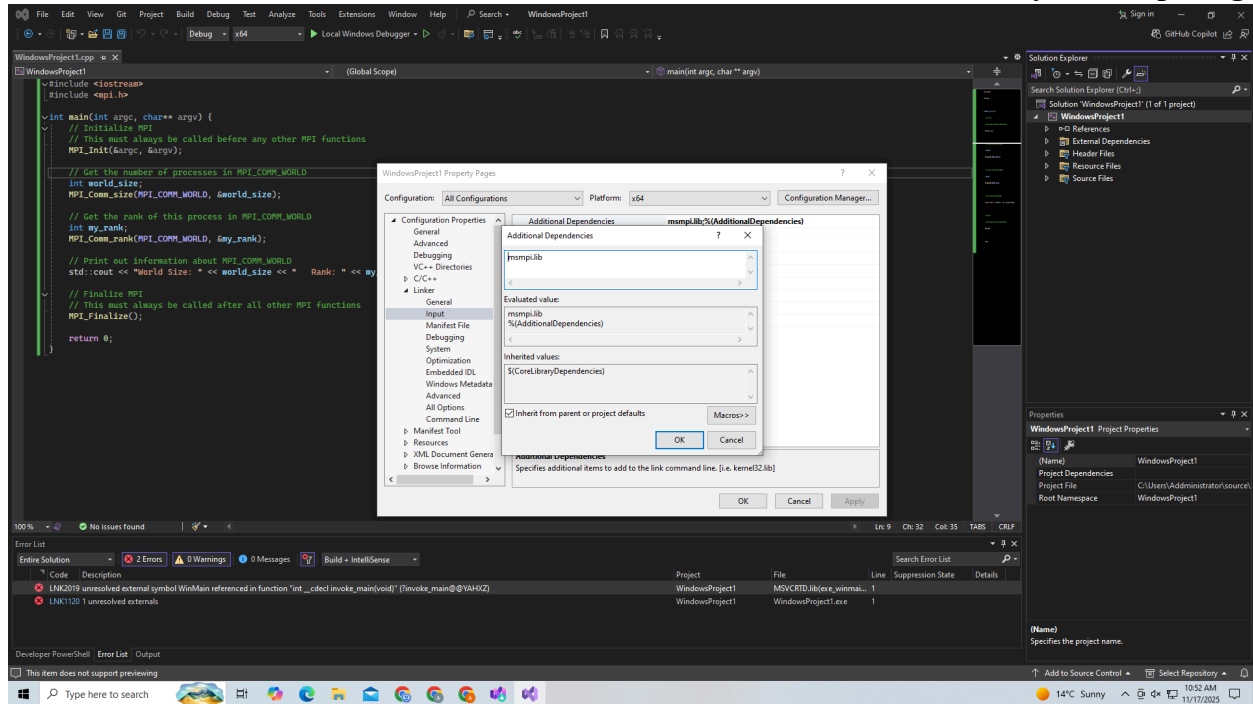 File Edit View Git Project Build Debug Test Analyze Tools Extensions Window Help Search WindowsProject1 Sign in
Debug x64 Local Windows Debugger GitHub Copilot
WindowsProject1.cpp
WindowsProject1 (Global Scope) main(int argc, char ** argv)
#include <iostream>
#include <mpi.h>
int main(int argc, char** argv) {
// Initialize MPI
// This must always be called before any other MPI functions
MPI_Init(&argc, &argv);
// Get the number of processes in MPI_COMM_WORLD
int world_size;
MPI_Comm_size(MPI_COMM_WORLD, &world_size);
// Get the rank of this process in MPI_COMM_WORLD
int my_rank;
MPI_Comm_rank(MPI_COMM_WORLD, &my_rank);
// Print out information about MPI_COMM_WORLD
std::cout << "World Size: " << world_size << " Rank: " << my
// Finalize MPI
// This must always be called after all other MPI functions
MPI_Finalize();
return 0;
}
WindowsProject1 Property Pages ? X
Configuration: All Configurations Platform: x64 Configuration Manager...
Configuration Properties
General
Advanced
Debugging
VC++ Directories
C/C++
Linker
General
Input
Manifest File
Debugging
System
Optimization
Embedded IDL
Windows Metadata
Advanced
All Options
Command Line
Manifest Tool
Resources
XML Document Genera
Browse Information
Additional Dependencies msmpi.lib;%(AdditionalDependencies)
Additional Dependencies ? X
msmpi.lib
Evaluated value:
msmpi.lib
%(AdditionalDependencies)
Inherited values:
$(CoreLibraryDependencies)
Inherit from parent or project defaults Macros>>
OK Cancel
Additional Dependencies
Specifies additional items to add to the link command line. [i.e. kernel32.lib]
OK Cancel Apply
Solution Explorer
Search Solution Explorer (Ctrl+;)
Solution 'WindowsProject1' (1 of 1 project)
WindowsProject1
References
External Dependencies
Header Files
Resource Files
Source Files
Properties
WindowsProject1 Project Properties
(Name) WindowsProject1
Project Dependencies
Project File C:\Users\Addministrator\source\
Root Namespace WindowsProject1
(Name)
Specifies the project name.
100 % No issues found Ln: 9 Ch: 32 Col: 35 TABS CRLF
Error List
Entire Solution 2 Errors 0 Warnings 0 Messages Build + IntelliSense Search Error List
Code Description Project File Line Suppression State Details
LNK2019 unresolved external symbol WinMain referenced in function "int __cdecl invoke_main(void)" (?invoke_main@@YAHXZ) WindowsProject1 MSVCRTD.lib(exe_winmai... 1
LNK1120 1 unresolved externals WindowsProject1 WindowsProject1.exe 1
Developer PowerShell Error List Output
This item does not support previewing Add to Source Control Select Repository
Type here to search 14°C Sunny 10:52 AM
11/17/2025